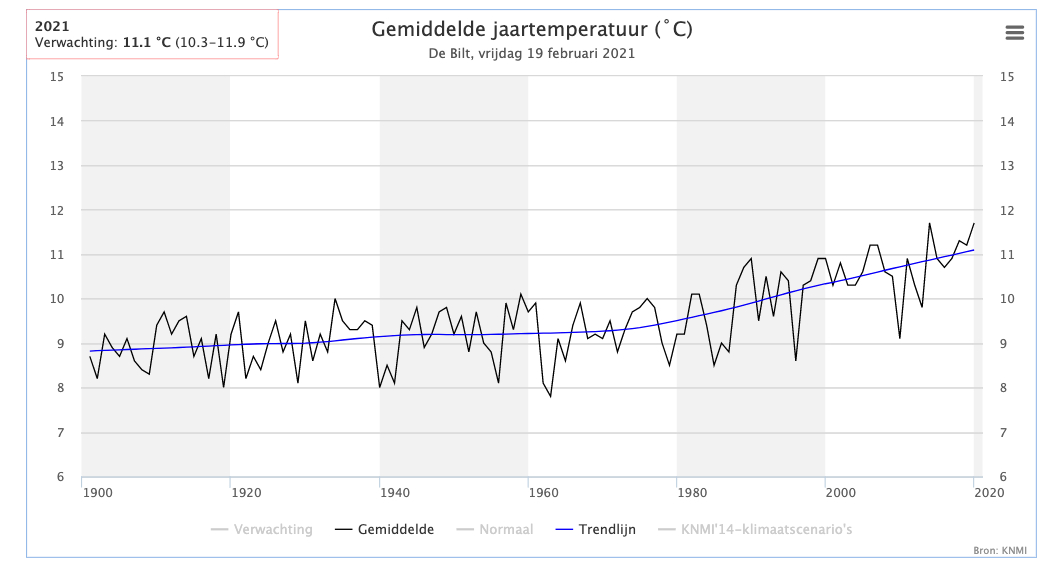 2021
Verwachting: 11.1 °C (10.3–11.9 °C)
Gemiddelde jaartemperatuur (˚C)
De Bilt, vrijdag 19 februari 2021
15 15
14 14
13 13
12 12
11 11
10 10
9 9
8 8
7 7
6 6
1900 1920 1940 1960 1980 2000 2020
Verwachting Gemiddelde Normaal Trendlijn KNMI'14-klimaatscenario's
Bron: KNMI